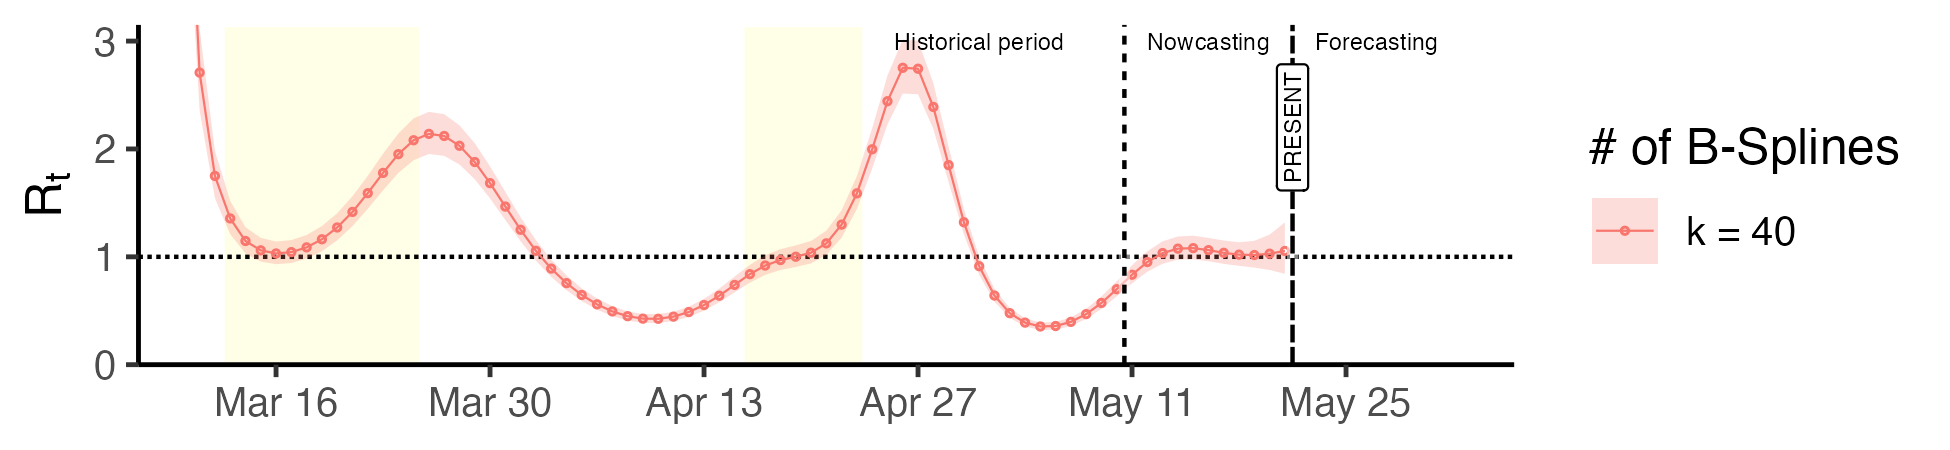 3
2
1
0
Rt
Historical period
Nowcasting
Forecasting
PRESENT
Mar 16
Mar 30
Apr 13
Apr 27
May 11
May 25
# of B-Splines
k = 40